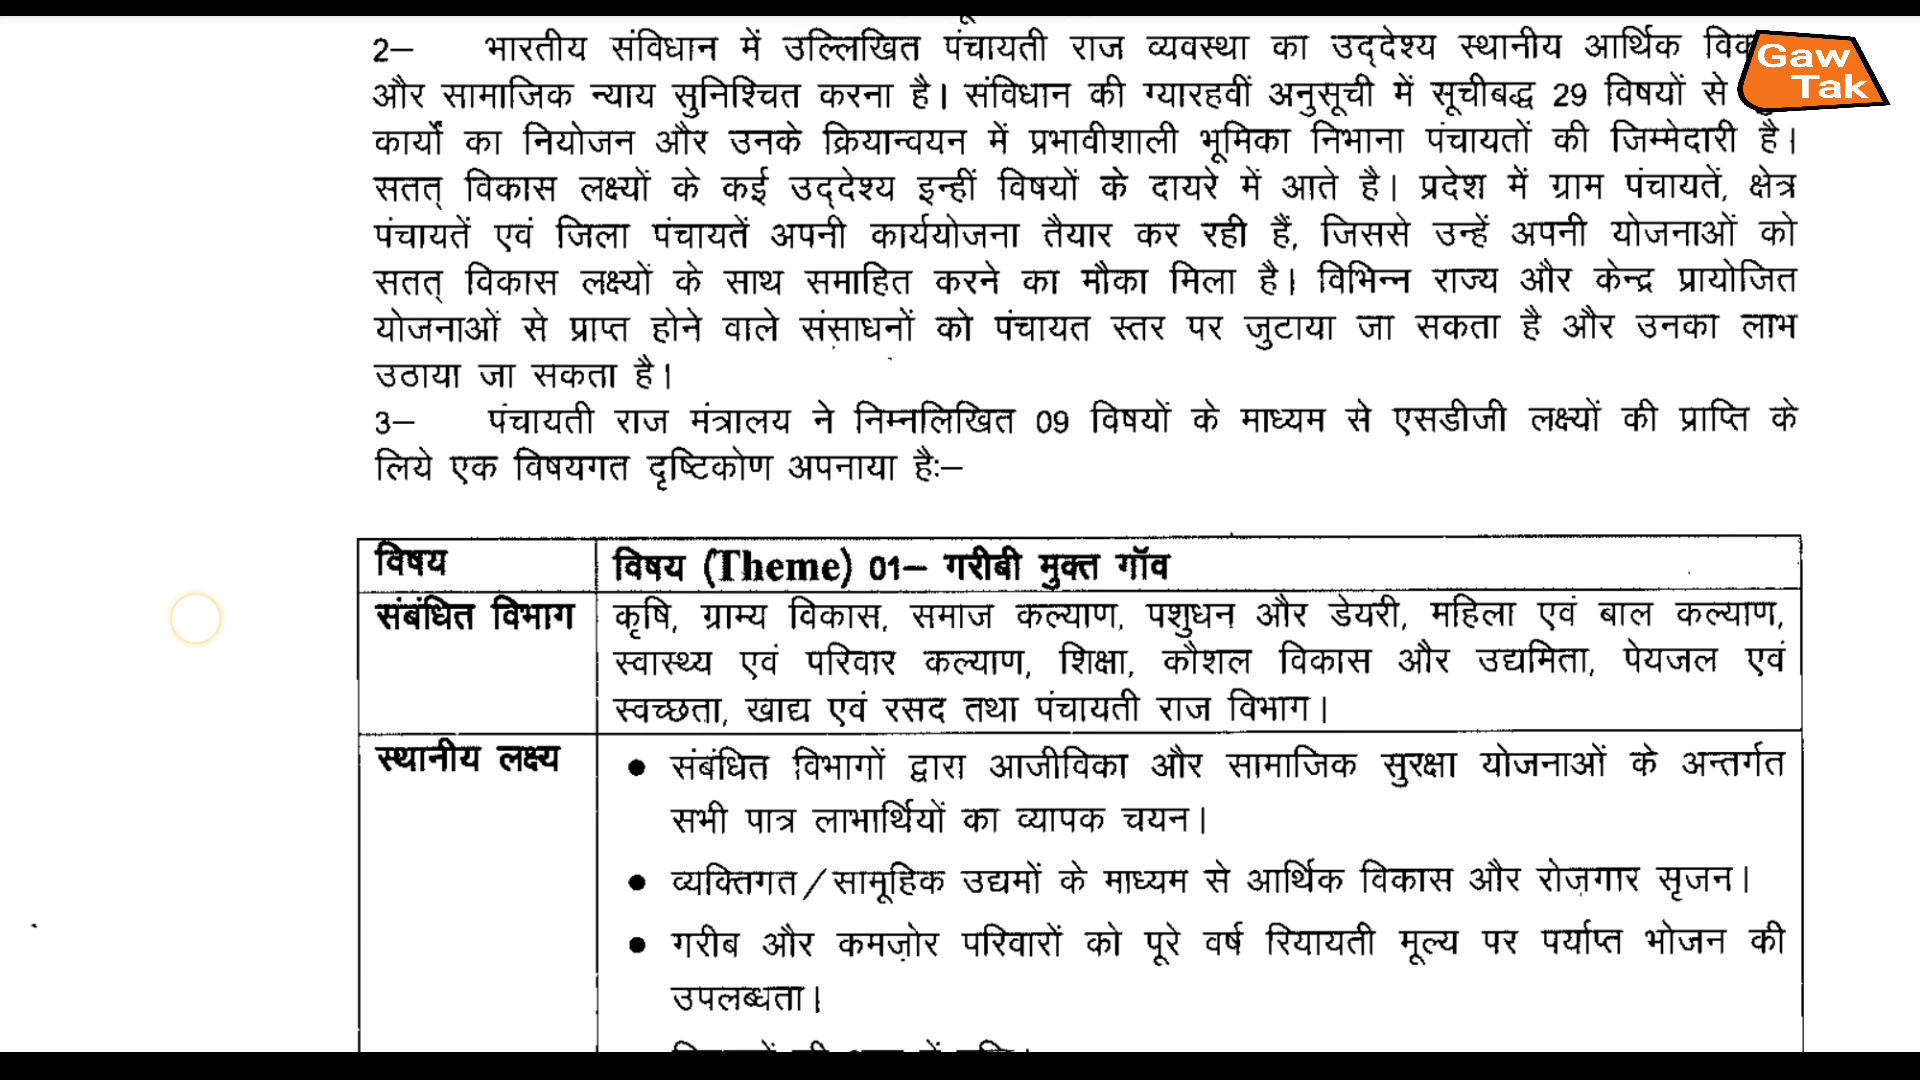 2– भारतीय संविधान में उल्लिखित पंचायती राज व्यवस्था का उद्देश्य स्थानीय आर्थिक
Gaw
Tak
और सामाजिक न्याय सुनिश्चित करना है। संविधान की ग्यारहवीं अनुसूची में सूचीबद्ध 29 विषयों से
कार्यों का नियोजन और उनके क्रियान्वयन में प्रभावीशाली भूमिका निभाना पंचायतों की जिम्मेदारी है।
सतत् विकास लक्ष्यों के कई उद्देश्य इन्हीं विषयों के दायरे में आते है। प्रदेश में ग्राम पंचायतें, क्षेत्र
पंचायतें एवं जिला पंचायतें अपनी कार्ययोजना तैयार कर रही हैं, जिससे उन्हें अपनी योजनाओं को
सतत् विकास लक्ष्यों के साथ समाहित करने का मौका मिला है। विभिन्न राज्य और केन्द्र प्रायोजित
योजनाओं से प्राप्त होने वाले संसाधनों को पंचायत स्तर पर जुटाया जा सकता है और उनका लाभ
उठाया जा सकता है।
3– पंचायती राज मंत्रालय ने निम्नलिखित 09 विषयों के माध्यम से एसडीजी लक्ष्यों की प्राप्ति के
लिये एक विषयगत दृष्टिकोण अपनाया है:–
विषय विषय (Theme) 01– गरीबी मुक्त गॉव
संबंधित विभाग कृषि, ग्राम्य विकास, समाज कल्याण, पशुधन और डेयरी, महिला एवं बाल कल्याण,
स्वास्थ्य एवं परिवार कल्याण, शिक्षा, कौशल विकास और उद्यमिता, पेयजल एवं
स्वच्छता, खाद्य एवं रसद तथा पंचायती राज विभाग।
स्थानीय लक्ष्य • संबंधित विभागों द्वारा आजीविका और सामाजिक सुरक्षा योजनाओं के अन्तर्गत
सभी पात्र लाभार्थियों का व्यापक चयन।
• व्यक्तिगत/सामूहिक उद्यमों के माध्यम से आर्थिक विकास और रोज़गार सृजन।
• गरीब और कमज़ोर परिवारों को पूरे वर्ष रियायती मूल्य पर पर्याप्त भोजन की
उपलब्धता।